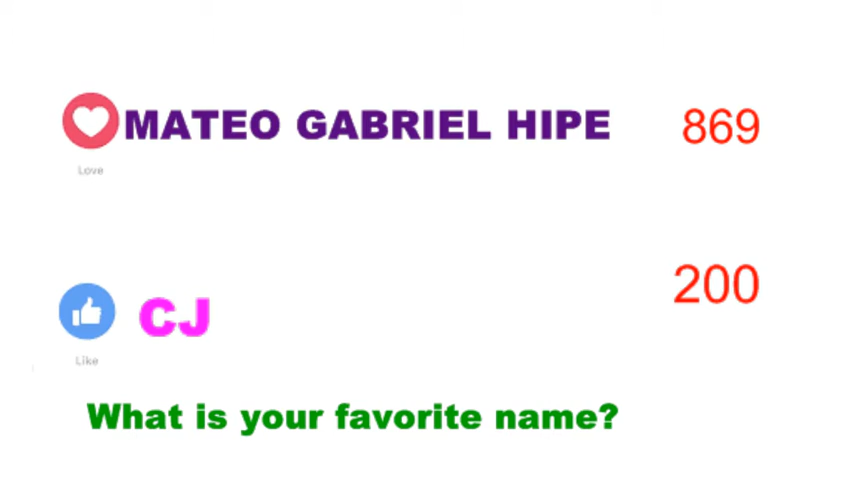 MATEO GABRIEL HIPE 869
Love
200
CJ
Like
What is your favorite name?